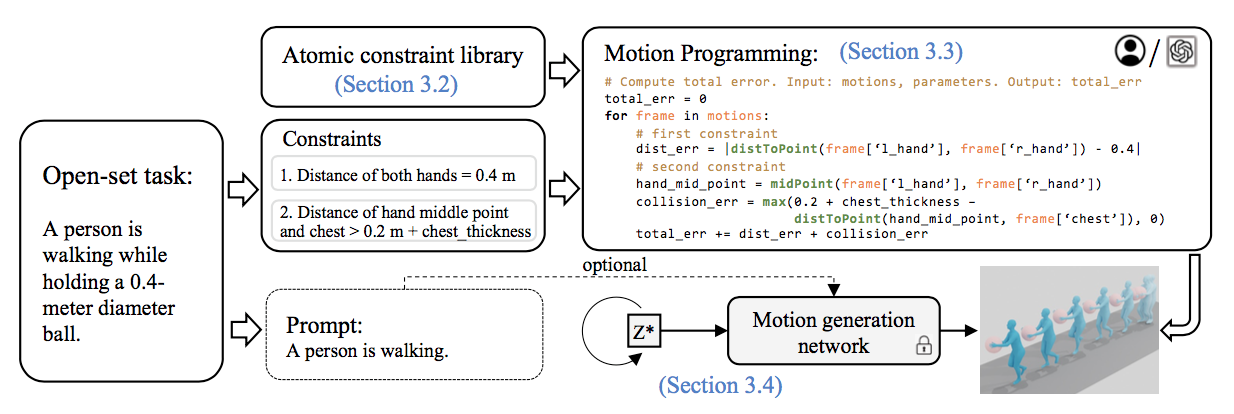 Atomic constraint library
(Section 3.2)
Motion Programming: (Section 3.3)
/
# Compute total error. Input: motions, parameters. Output: total_err
total_err = 0
for frame in motions:
# first constraint
dist_err = |distToPoint(frame[‘l_hand’], frame[‘r_hand’]) - 0.4|
# second constraint
hand_mid_point = midPoint(frame[‘l_hand’], frame[‘r_hand’])
collision_err = max(0.2 + chest_thickness –
distToPoint(hand_mid_point, frame[‘chest’]), 0)
total_err += dist_err + collision_err
Open-set task:
A person is
walking while
holding a 0.4-
meter diameter
ball.
Constraints
1. Distance of both hands = 0.4 m
2. Distance of hand middle point
and chest > 0.2 m + chest_thickness
optional
Prompt:
A person is walking.
Z*
Motion generation
network
(Section 3.4)